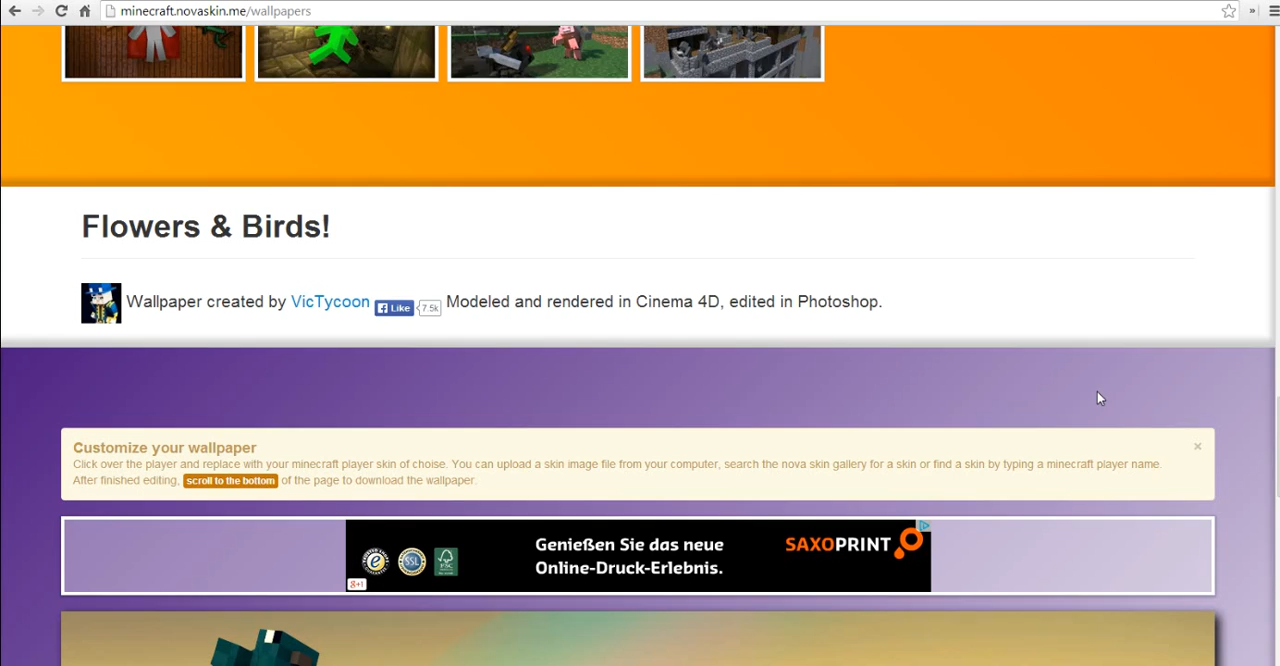 minecraft.novaskin.me/wallpapers
Flowers & Birds!
Wallpaper created by VicTycoon Like 7.5k Modeled and rendered in Cinema 4D, edited in Photoshop.
Customize your wallpaper
×
Click over the player and replace with your minecraft player skin of choise. You can upload a skin image file from your computer, search the nova skin gallery for a skin or find a skin by typing a minecraft player name.
After finished editing, scroll to the bottom of the page to download the wallpaper.
Genießen Sie das neue
Online-Druck-Erlebnis.
SAXOPRINT
e
SSL
FSC
g+1